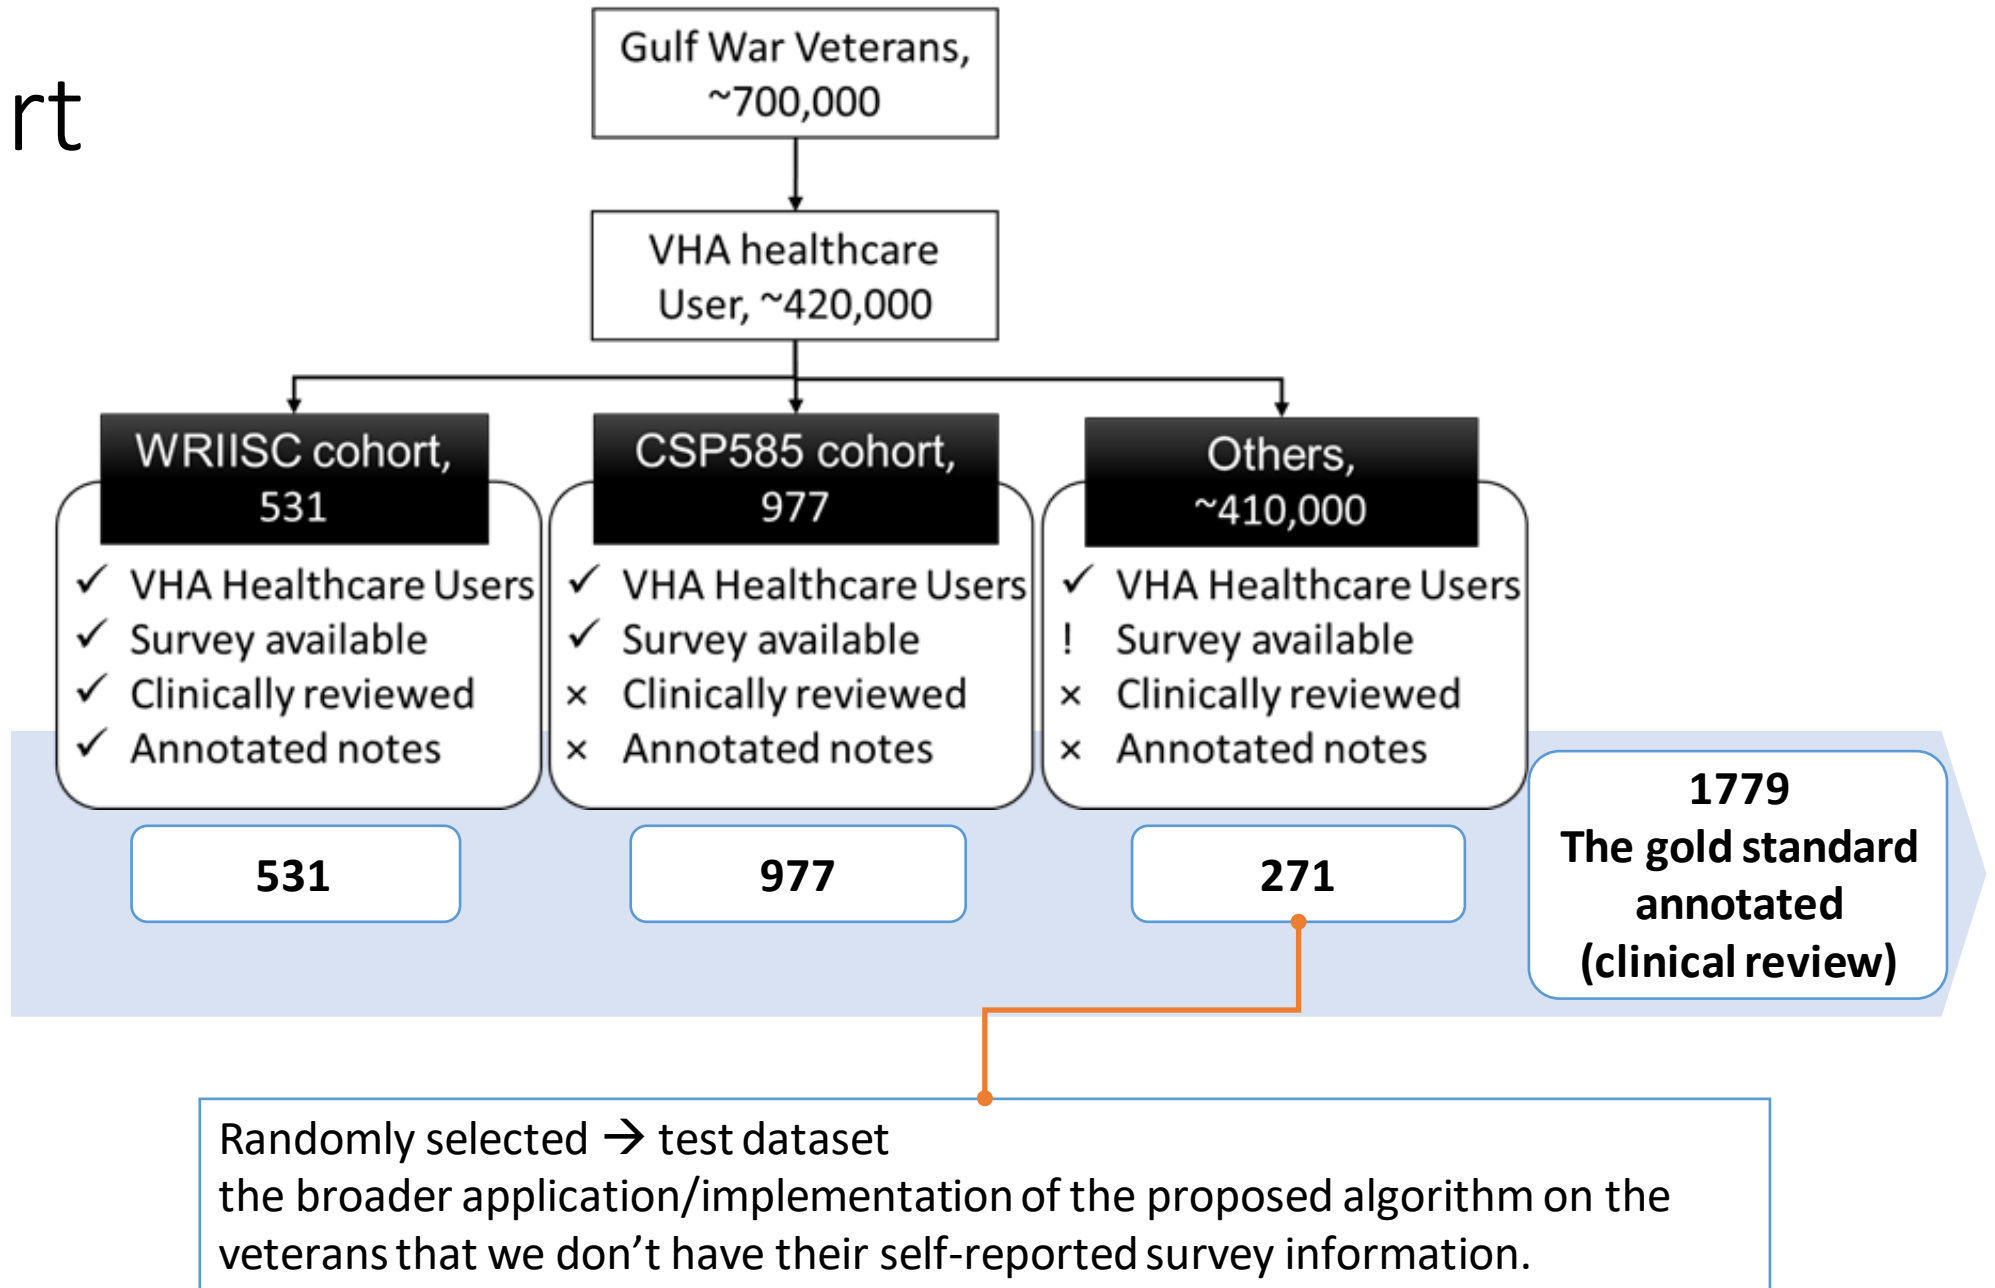 rt
Gulf War Veterans,
~700,000
VHA healthcare
User, ~420,000
WRIISC cohort,
531
✓ VHA Healthcare Users
✓ Survey available
✓ Clinically reviewed
✓ Annotated notes
CSP585 cohort,
977
✓ VHA Healthcare Users
✓ Survey available
× Clinically reviewed
× Annotated notes
Others,
~410,000
✓ VHA Healthcare Users
! Survey available
× Clinically reviewed
× Annotated notes
531
977
271
1779
The gold standard
annotated
(clinical review)
Randomly selected → test dataset
the broader application/implementation of the proposed algorithm on the
veterans that we don’t have their self-reported survey information.